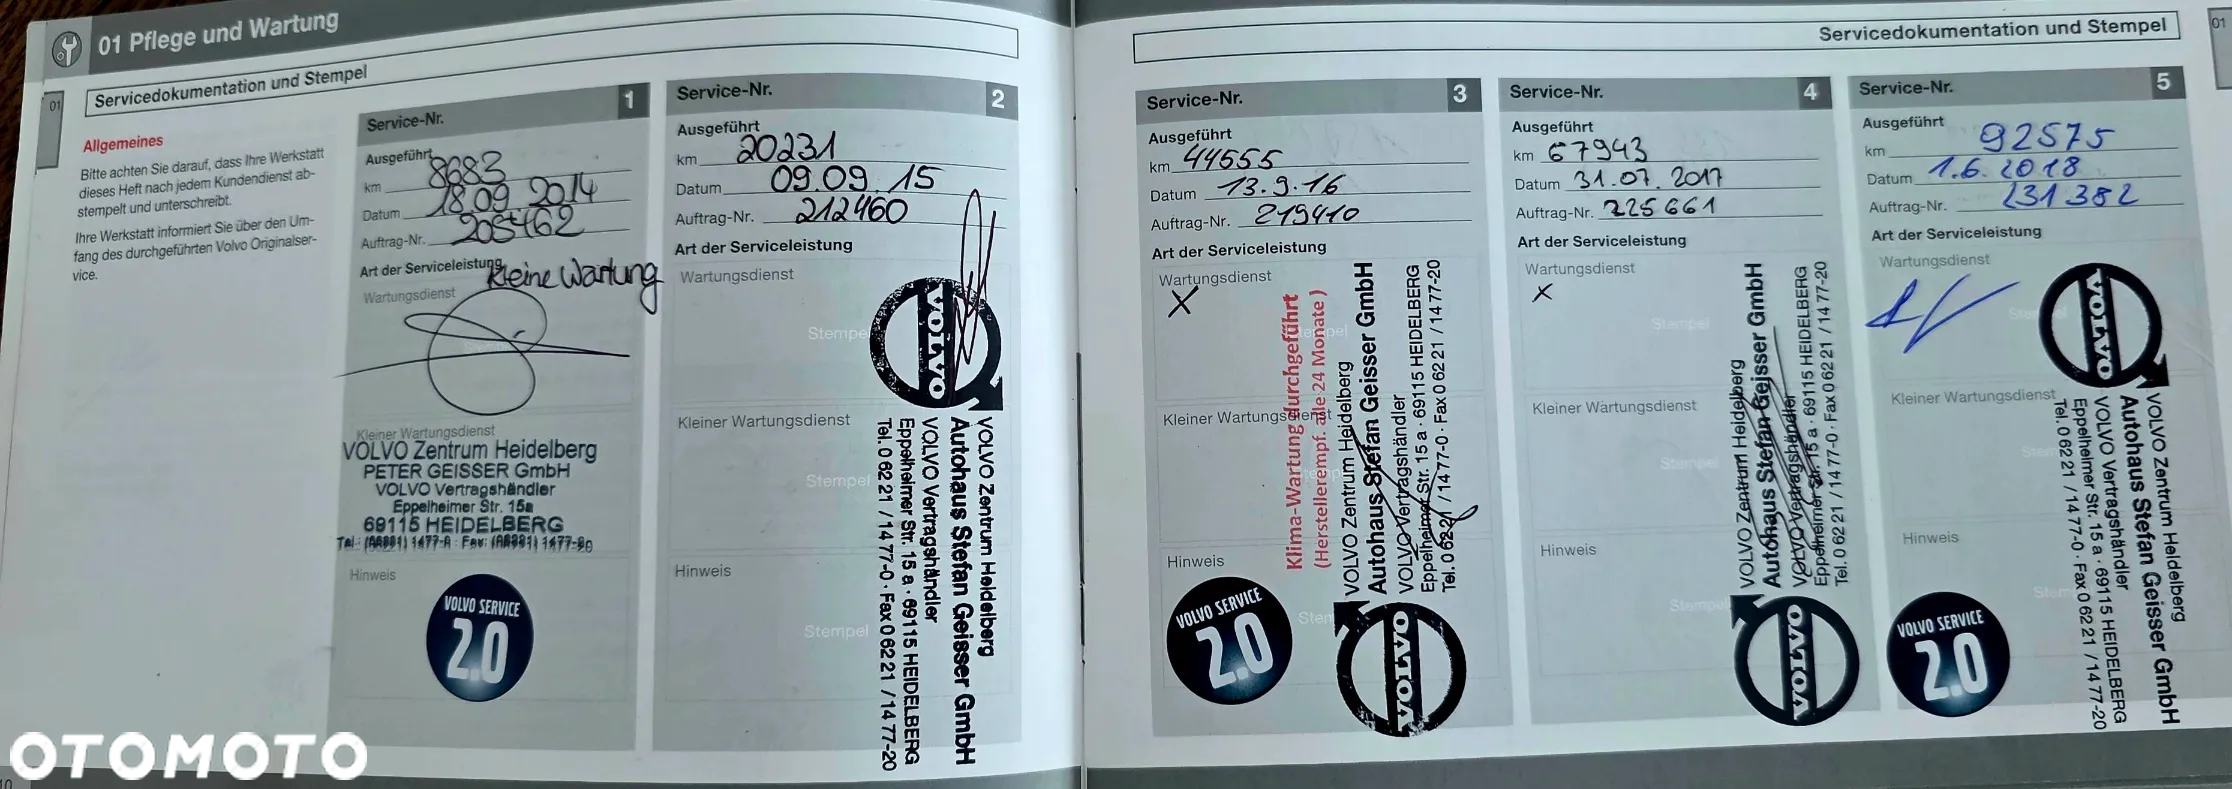 01 Pflege und Wartung
Servicedokumentation und Stempel
01
Allgemeines
Bitte achten Sie darauf, dass Ihre Werkstatt
dieses Heft nach jedem Kundendienst ab-
stempelt und unterschreibt.
Ihre Werkstatt informiert Sie über den Um-
fang des durchgeführten Volvo Originalser-
vice.
Service-Nr. 1
Ausgeführt
km 8683
Datum 18.09.2014
Auftrag-Nr. 205462
Art der Serviceleistung
Kleine Wartung
Wartungsdienst
Kleiner Wartungsdienst
VOLVO Zentrum Heidelberg
PETER GEISSER GmbH
VOLVO Vertragshändler
Eppelheimer Str. 15a
69115 HEIDELBERG
Hinweis
VOLVO SERVICE
2.0
Service-Nr. 2
Ausgeführt
km 20231
Datum 09.09.15
Auftrag-Nr. 212460
Art der Serviceleistung
Wartungsdienst
Stempel
VOLVO
Kleiner Wartungsdienst
Stempel
Hinweis
Stempel
VOLVO Zentrum Heidelberg
Autohaus Stefan Geisser GmbH
VOLVO Vertragshändler
Eppelheimer Str. 15 a · 69115 HEIDELBERG
Tel. 0 62 21 / 14 77-0 · Fax 0 62 21 / 14 77-20
Servicedokumentation und Stempel
01
Service-Nr. 3
Ausgeführt
km 44555
Datum 13.9.16
Auftrag-Nr. 219410
Art der Serviceleistung
Wartungsdienst
X
Klima-Wartung durchgeführt
(Herstellerempf. alle 24 Monate)
Kleiner Wartungsdienst
Hinweis
VOLVO SERVICE
2.0
VOLVO Zentrum Heidelberg
Autohaus Stefan Geisser GmbH
VOLVO Vertragshändler
Eppelheimer Str. 15 a · 69115 HEIDELBERG
Tel. 0 62 21 / 14 77-0 · Fax 0 62 21 / 14 77-20
VOLVO
Service-Nr. 4
Ausgeführt
km 67943
Datum 31.07.2017
Auftrag-Nr. 225661
Art der Serviceleistung
Wartungsdienst
X
Stempel
Kleiner Wartungsdienst
Stempel
Hinweis
Stempel
VOLVO Zentrum Heidelberg
Autohaus Stefan Geisser GmbH
VOLVO Vertragshändler
Eppelheimer Str. 15 a · 69115 HEIDELBERG
Tel. 0 62 21 / 14 77-0 · Fax 0 62 21 / 14 77-20
VOLVO
Service-Nr. 5
Ausgeführt
km 92575
Datum 1.6.2018
Auftrag-Nr. 231382
Art der Serviceleistung
Wartungsdienst
VOLVO
Kleiner Wartungsdienst
Hinweis
VOLVO SERVICE
2.0
VOLVO Zentrum Heidelberg
Autohaus Stefan Geisser GmbH
VOLVO Vertragshändler
Eppelheimer Str. 15 a · 69115 HEIDELBERG
Tel. 0 62 21 / 14 77-0 · Fax 0 62 21 / 14 77-20
OTOMOTO
10